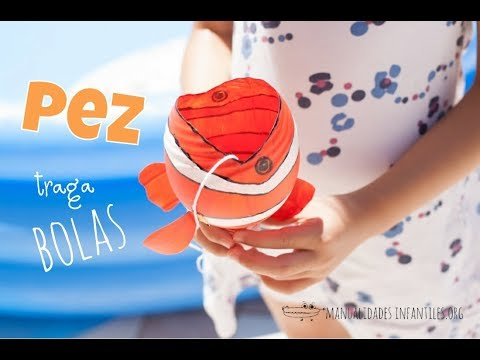 Pez
traga
BOLAS
MANUALIDADES INFANTILES.ORG